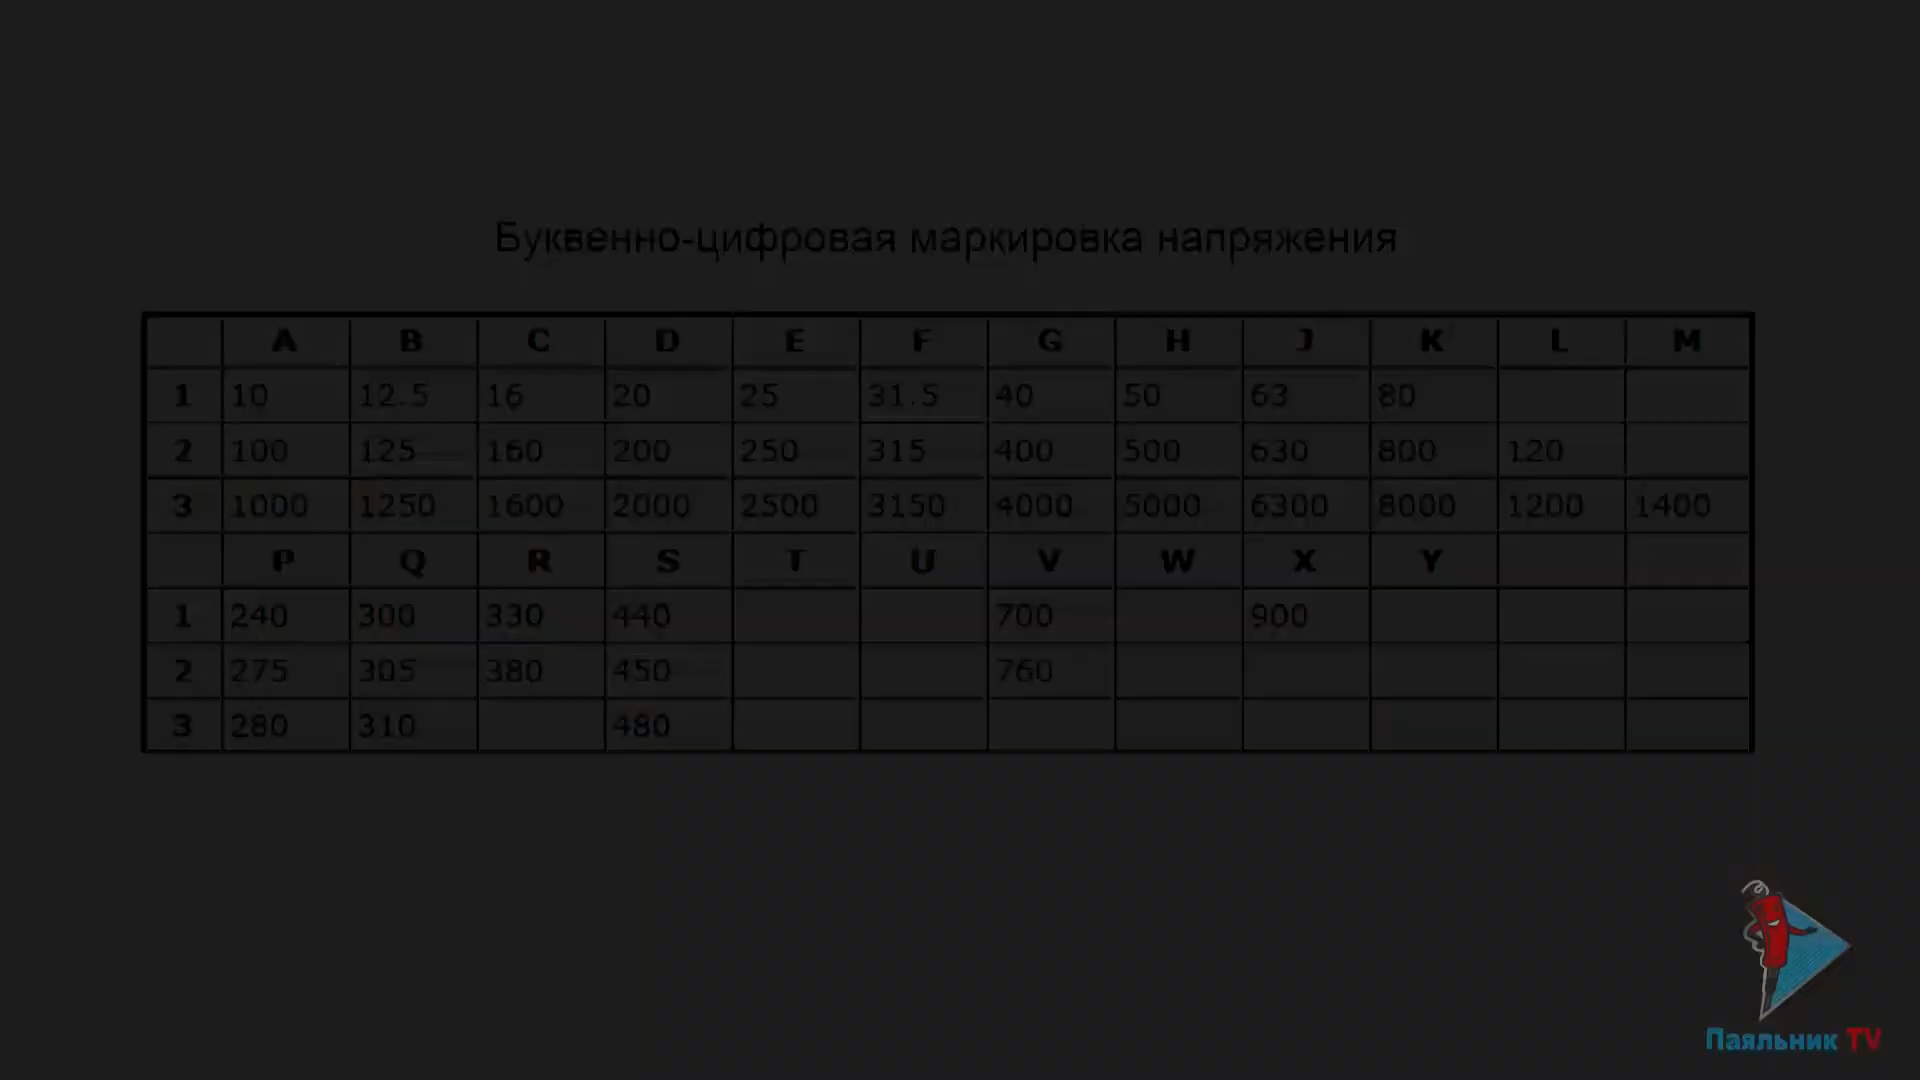 Буквенно-цифровая маркировка напряжения
A B C D E F G H J K L M
1 10 12.5 16 20 25 31.5 40 50 63 80
2 100 125 160 200 250 315 400 500 630 800 120
3 1000 1250 1600 2000 2500 3150 4000 5000 6300 8000 1200 1400
P Q R S T U V W X Y
1 240 300 330 440 700 900
2 275 305 380 450 760
3 280 310 480
Паяльник TV